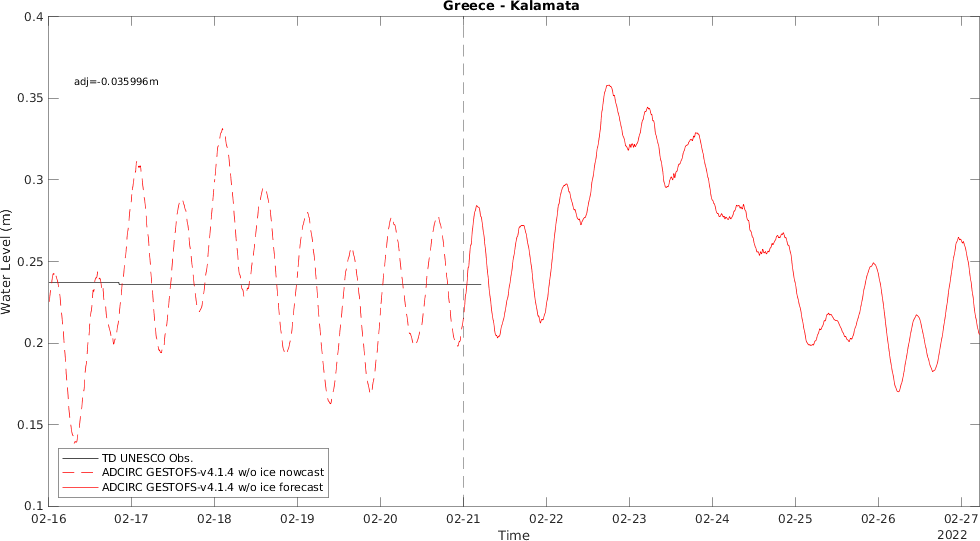 Greece - Kalamata
0.4
0.35
0.3
0.25
0.2
0.15
0.1
Water Level (m)
adj=-0.035996m
TD UNESCO Obs.
ADCIRC GESTOFS-v4.1.4 w/o ice nowcast
ADCIRC GESTOFS-v4.1.4 w/o ice forecast
02-16 02-17 02-18 02-19 02-20 02-21 02-22 02-23 02-24 02-25 02-26 02-27
Time
2022